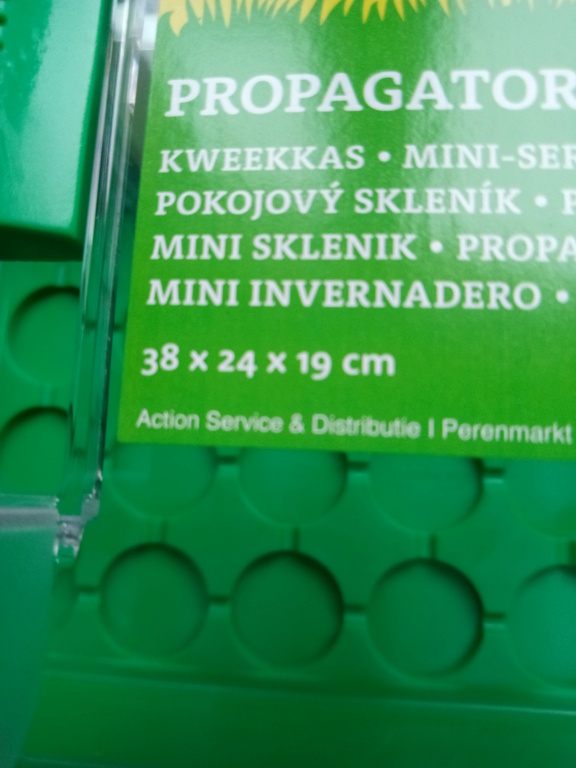 PROPAGATOR
KWEEKKAS • MINI-SER
POKOJOVÝ SKLENÍK • P
MINI SKLENIK • PROPA
MINI INVERNADERO •
38 x 24 x 19 cm
Action Service & Distributie I Perenmarkt